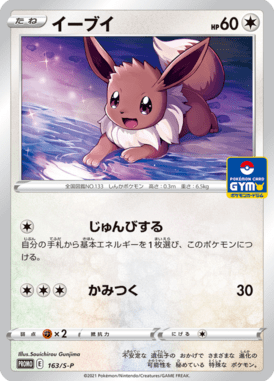 たね イーブイ HP60
POKÉMON CARD
GYM
ポケモンカードジム
全国図鑑NO.133 しんかポケモン 高さ:0.3m 重さ:6.5kg
じゅんびする
自分の手札から基本エネルギーを1枚選び、このポケモンに
つける。
かみつく 30
弱点 ×2 抵抗力 にげる
Illus. Souichirou Gunjima
不安定な 遺伝子の おかげで さまざまな 進化の
可能性を 秘めている 特殊な ポケモン。
PROMO E 163/S-P
©2021 Pokémon/Nintendo/Creatures/GAME FREAK.